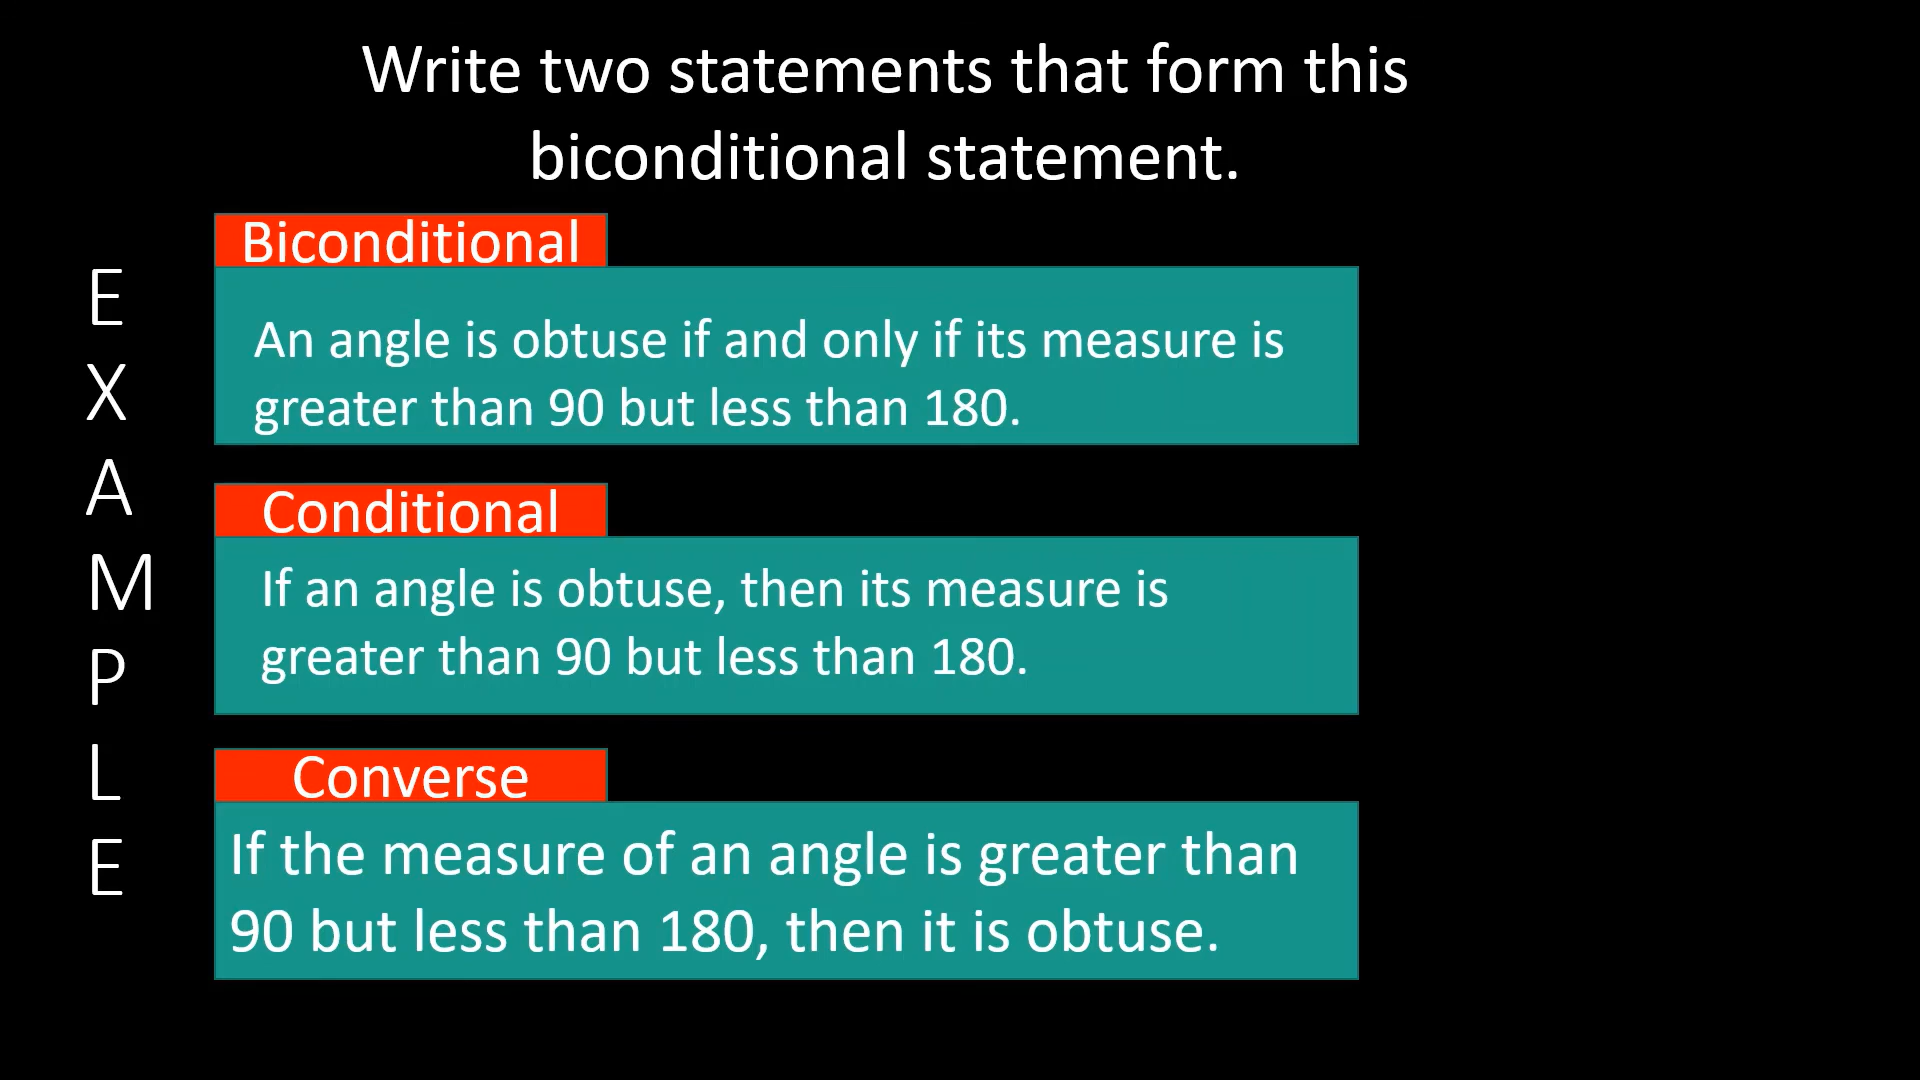 Write two statements that form this
biconditional statement.
EXAMPLE
Biconditional
An angle is obtuse if and only if its measure is
greater than 90 but less than 180.
Conditional
If an angle is obtuse, then its measure is
greater than 90 but less than 180.
Converse
If the measure of an angle is greater than
90 but less than 180, then it is obtuse.